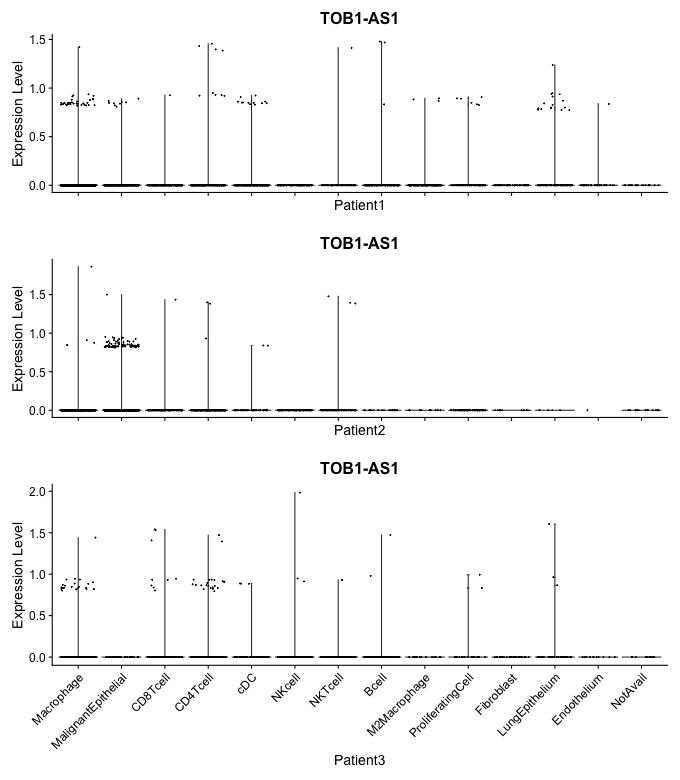 TOB1-AS1
Expression Level
1.5
1.0
0.5
0.0
Patient1
TOB1-AS1
Expression Level
1.5
1.0
0.5
0.0
Patient2
TOB1-AS1
Expression Level
2.0
1.5
1.0
0.5
0.0
Macrophage
MalignantEpithelial
CD8Tcell
CD4Tcell
cDC
NKcell
NKTcell
Bcell
M2Macrophage
ProliferatingCell
Fibroblast
LungEpithelium
Endothelium
NotAvail
Patient3